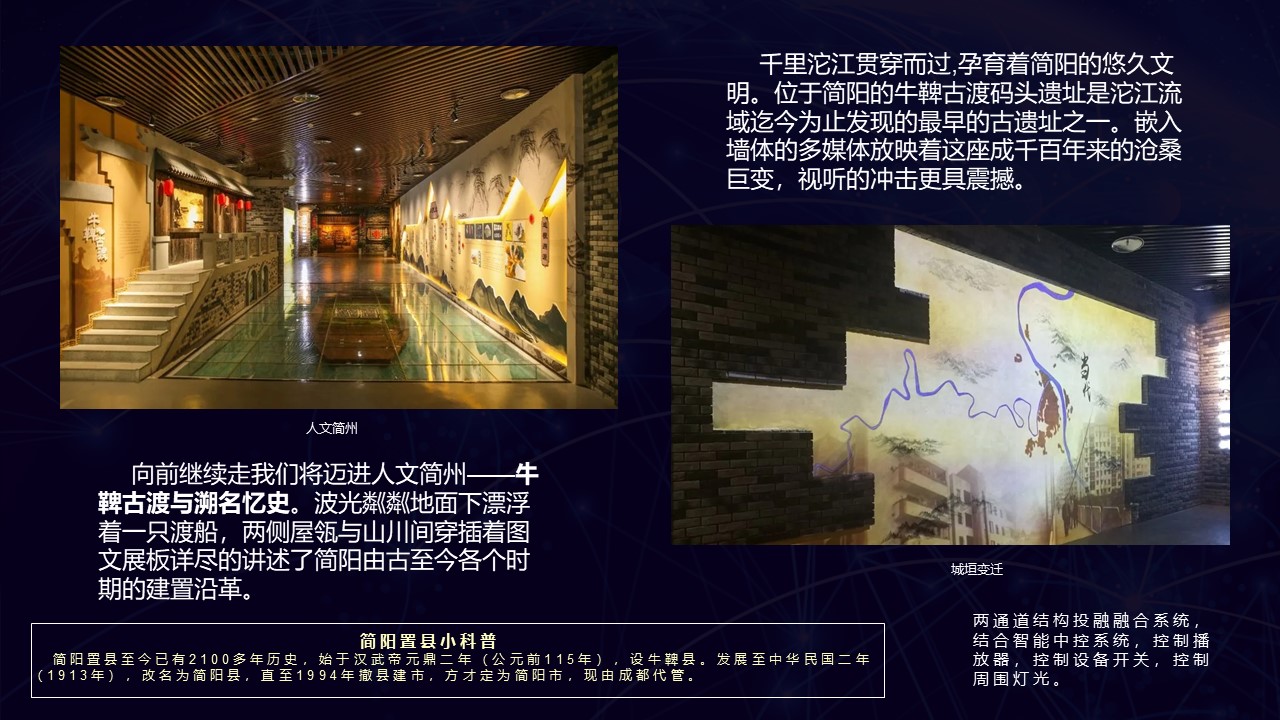 千里沱江贯穿而过,孕育着简阳的悠久文
明。位于简阳的牛鞞古渡码头遗址是沱江流
域迄今为止发现的最早的古遗址之一。嵌入
墙体的多媒体放映着这座成千百年来的沧桑
巨变，视听的冲击更具震撼。
当代
人文简州
城垣变迁
向前继续走我们将迈进人文简州——牛
鞞古渡与溯名忆史。波光粼粼地面下漂浮
着一只渡船，两侧屋瓴与山川间穿插着图
文展板详尽的讲述了简阳由古至今各个时
期的建置沿革。
简阳置县小科普
简阳置县至今已有2100多年历史，始于汉武帝元鼎二年（公元前115年），设牛鞞县。发展至中华民国二年
（1913年），改名为简阳县，直至1994年撤县建市，方才定为简阳市，现由成都代管。
两通道结构投融融合系统，
结合智能中控系统，控制播
放器，控制设备开关，控制
周围灯光。